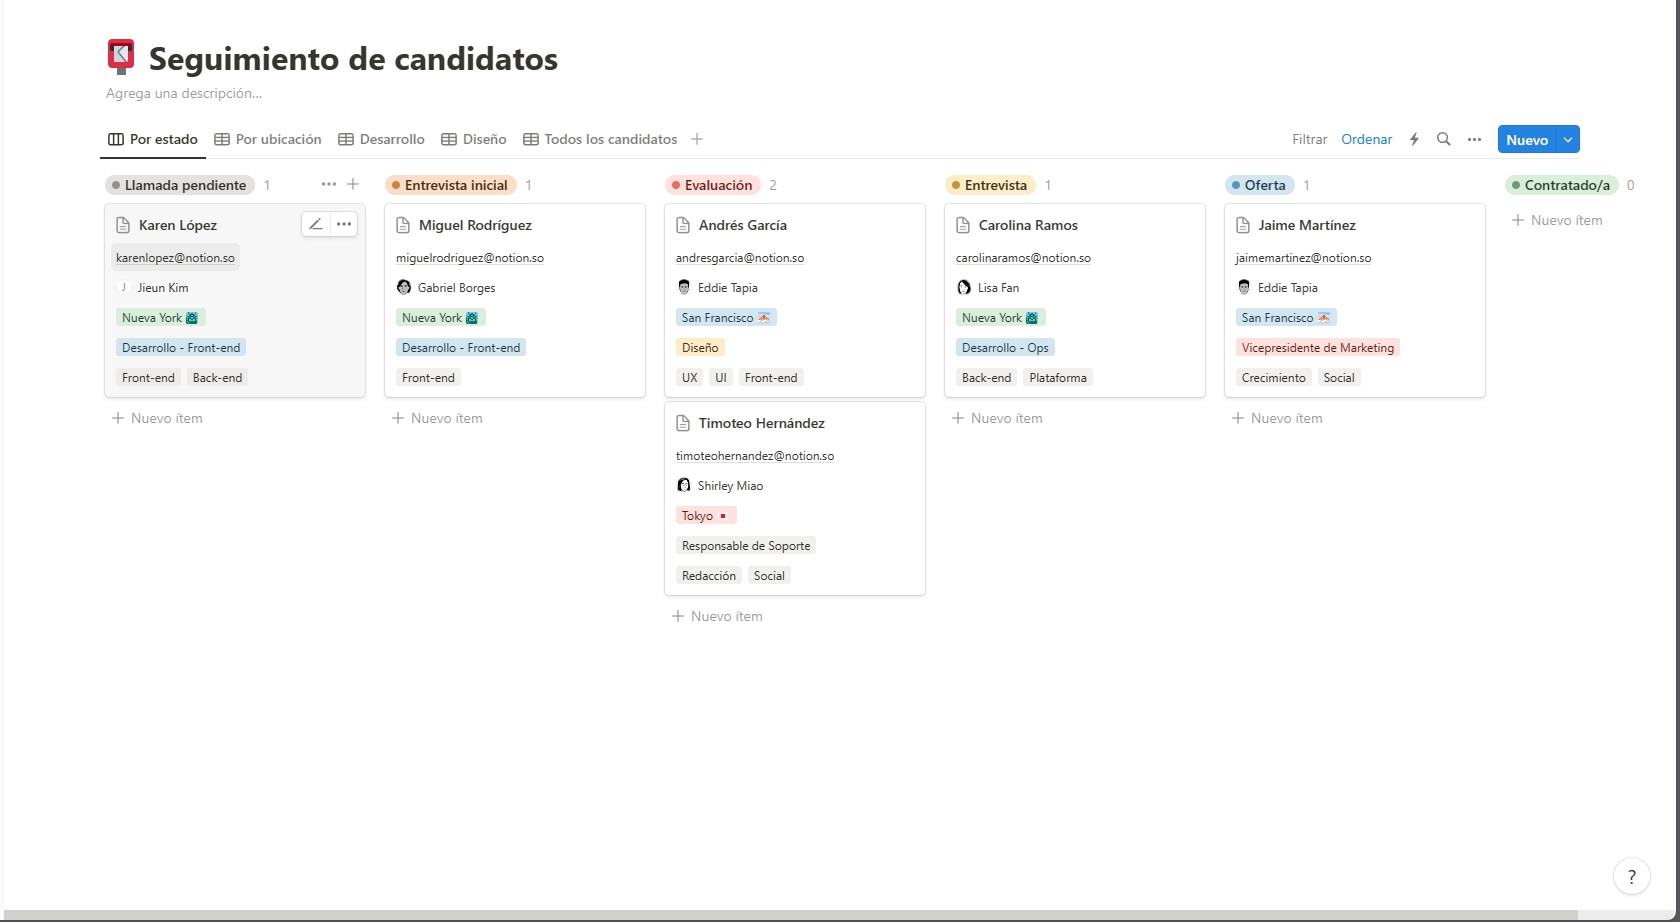 Seguimiento de candidatos
Agrega una descripción...
Por estado Por ubicación Desarrollo Diseño Todos los candidatos
Filtrar Ordenar Nuevo
Llamada pendiente 1
Karen López
karenlopez@notion.so
J Jieun Kim
Nueva York
Desarrollo - Front-end
Front-end Back-end
Nuevo ítem
Entrevista inicial 1
Miguel Rodríguez
miguelrodriguez@notion.so
Gabriel Borges
Nueva York
Desarrollo - Front-end
Front-end
Nuevo ítem
Evaluación 2
Andrés García
andresgarcia@notion.so
Eddie Tapia
San Francisco
Diseño
UX UI Front-end
Timoteo Hernández
timoteohernandez@notion.so
Shirley Miao
Tokyo
Responsable de Soporte
Redacción Social
Nuevo ítem
Entrevista 1
Carolina Ramos
carolinaramos@notion.so
Lisa Fan
Nueva York
Desarrollo - Ops
Back-end Plataforma
Nuevo ítem
Oferta 1
Jaime Martínez
jaimemartinez@notion.so
Eddie Tapia
San Francisco
Vicepresidente de Marketing
Crecimiento Social
Nuevo ítem
Contratado/a 0
Nuevo ítem
?